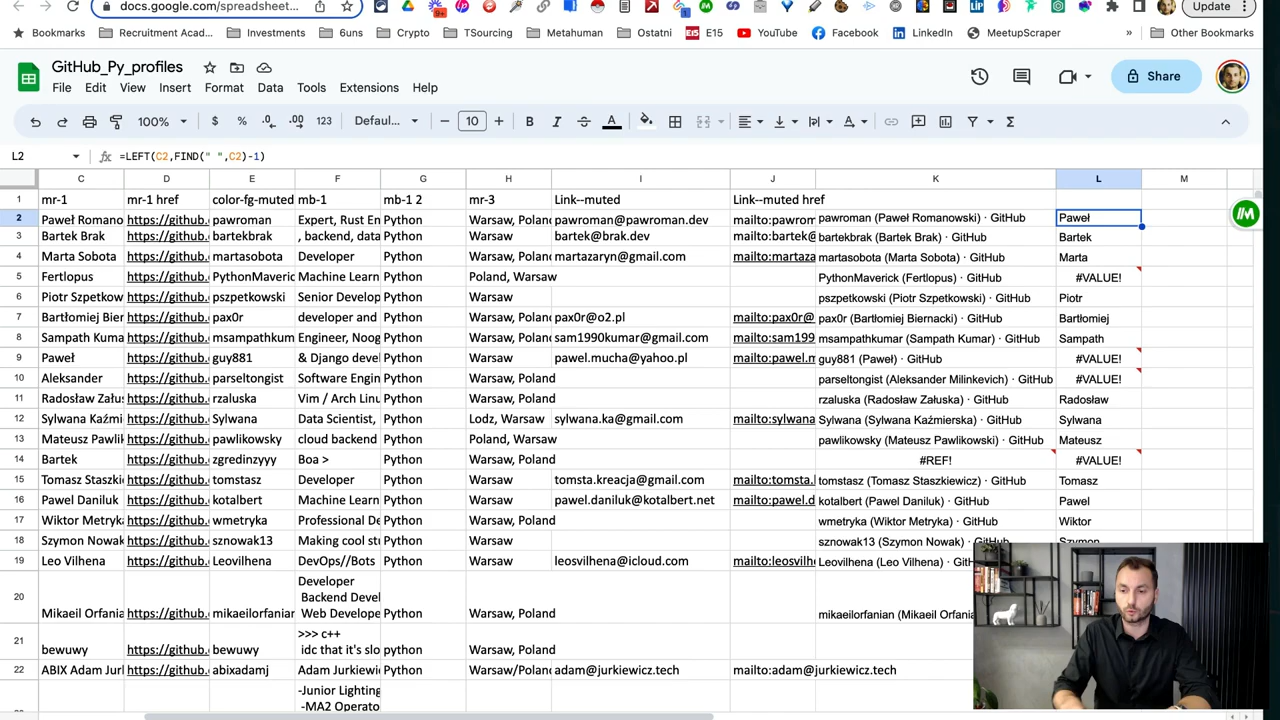 docs.google.com/spreadsheet...
9+
1
Update
Bookmarks
Recruitment Acad...
Investments
6uns
Crypto
TSourcing
Metahuman
Ostatni
E15 E15
YouTube
Facebook
LinkedIn
MeetupScraper
»
Other Bookmarks
GitHub_Py_profiles
File Edit View Insert Format Data Tools Extensions Help
Share
100% $ % .0 .00 123 Defaul... − 10 + B I A Σ
L2 fx =LEFT(C2,FIND(" ",C2)-1)
C D E F G H I J K L M
1 mr-1 mr-1 href color-fg-muted mb-1 mb-1 2 mr-3 Link--muted Link--muted href
2 Paweł Romano https://github. pawroman Expert, Rust En Python Warsaw, Poland pawroman@pawroman.dev mailto:pawrom pawroman (Paweł Romanowski) · GitHub Paweł
3 Bartek Brak https://github. bartekbrak , backend, data Python Warsaw bartek@brak.dev mailto:bartek@ bartekbrak (Bartek Brak) · GitHub Bartek
4 Marta Sobota https://github. martasobota Developer Python Warsaw, Poland martazaryn@gmail.com mailto:martaza martasobota (Marta Sobota) · GitHub Marta
5 Fertlopus https://github. PythonMaveric Machine Learn Python Poland, Warsaw PythonMaverick (Fertlopus) · GitHub #VALUE!
6 Piotr Szpetkow https://github. pszpetkowski Senior Develop Python Warsaw pszpetkowski (Piotr Szpetkowski) · GitHub Piotr
7 Bartłomiej Bier https://github. pax0r developer and Python Warsaw, Poland pax0r@o2.pl mailto:pax0r@ pax0r (Bartłomiej Biernacki) · GitHub Bartłomiej
8 Sampath Kuma https://github. msampathkum Engineer, Noog Python Warsaw, Poland sam1990kumar@gmail.com mailto:sam199 msampathkumar (Sampath Kumar) · GitHub Sampath
9 Paweł https://github. guy881 & Django deve Python Warsaw, Poland pawel.mucha@yahoo.pl mailto:pawel.m guy881 (Paweł) · GitHub #VALUE!
10 Aleksander https://github. parseltongist Software Engin Python Warsaw, Poland parseltongist (Aleksander Milinkevich) · GitHub #VALUE!
11 Radosław Załus https://github. rzaluska Vim / Arch Linu Python Warsaw, Poland rzaluska (Radosław Załuska) · GitHub Radosław
12 Sylwana Kaźmi https://github. Sylwana Data Scientist, Python Lodz, Warsaw sylwana.ka@gmail.com mailto:sylwana Sylwana (Sylwana Kaźmierska) · GitHub Sylwana
13 Mateusz Pawlik https://github. pawlikowsky cloud backend Python Poland, Warsaw pawlikowsky (Mateusz Pawlikowski) · GitHub Mateusz
14 Bartek https://github. zgredinzyyy Boa > Python Warsaw, Poland #REF! #VALUE!
15 Tomasz Staszki https://github. tomstasz Developer Python Warsaw, Poland tomsta.kreacja@gmail.com mailto:tomsta. tomstasz (Tomasz Staszkiewicz) · GitHub Tomasz
16 Pawel Daniluk https://github. kotalbert Machine Learn Python Warsaw, Poland pawel.daniluk@kotalbert.net mailto:pawel.d kotalbert (Pawel Daniluk) · GitHub Pawel
17 Wiktor Metryka https://github. wmetryka Professional De Python Warsaw, Poland wmetryka (Wiktor Metryka) · GitHub Wiktor
18 Szymon Nowak https://github. sznowak13 Making cool stu Python Warsaw sznowak13 (Szymon Nowak) · GitHub Szymon
19 Leo Vilhena https://github. Leovilhena DevOps//Bots Python Warsaw, Poland leosvilhena@icloud.com mailto:leosvilh Leovilhena (Leo Vilhena) · GitH
Developer
20 Backend Devel
Mikaeil Orfania https://github. mikaeilorfanian Web Develope Python Warsaw, Poland mikaeilorfanian (Mikaeil Orfania
>>> c++
21 bewuwy https://github. bewuwy idc that it's slo python Warsaw, Poland
22 ABIX Adam Jurl https://github. abixadamj Adam Jurkiewic Python Warsaw/Poland adam@jurkiewicz.tech mailto:adam@jurkiewicz.tech
-Junior Lighting
-MA2 Operato